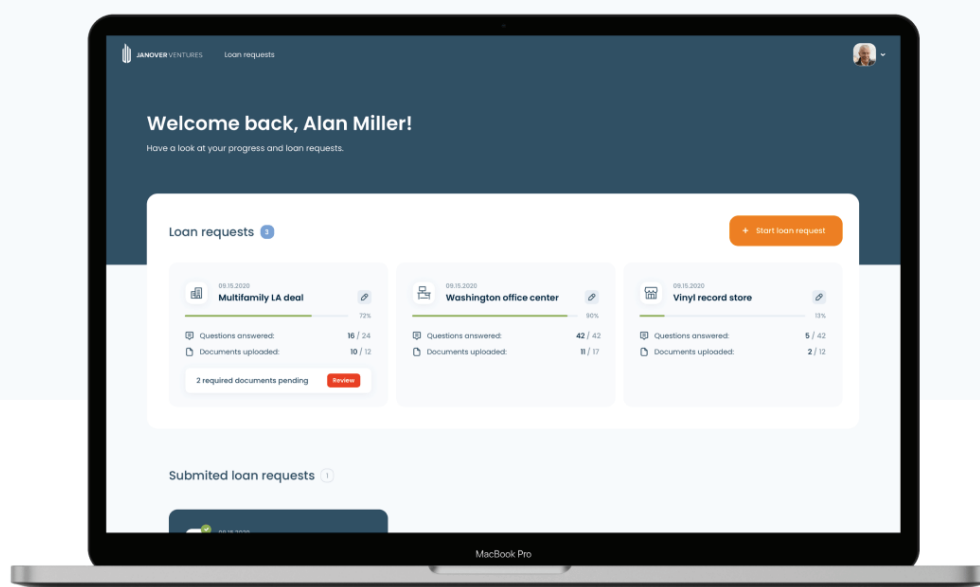 JANOVER VENTURES Loan requests
Welcome back, Alan Miller!
Have a look at your progress and loan requests.
Loan requests 3
+ Start loan request
09.15.2020
Multifamily LA deal
72%
Questions answered: 16 / 24
Documents uploaded: 10 / 12
2 required documents pending Review
09.15.2020
Washington office center
90%
Questions answered: 42 / 42
Documents uploaded: 11 / 17
09.15.2020
Vinyl record store
13%
Questions answered: 5 / 42
Documents uploaded: 2 / 12
Submited loan requests 1
MacBook Pro